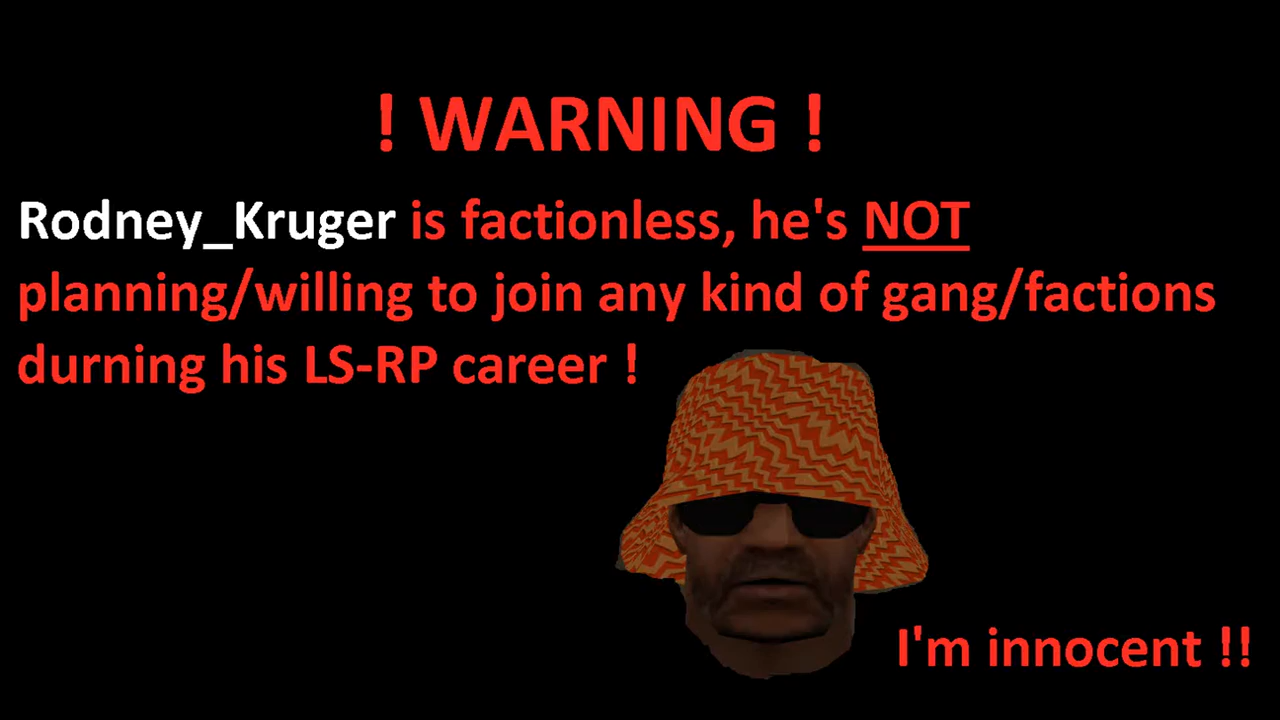 ! WARNING !
Rodney_Kruger is factionless, he's NOT
planning/willing to join any kind of gang/factions
durning his LS-RP career !
I'm innocent !!